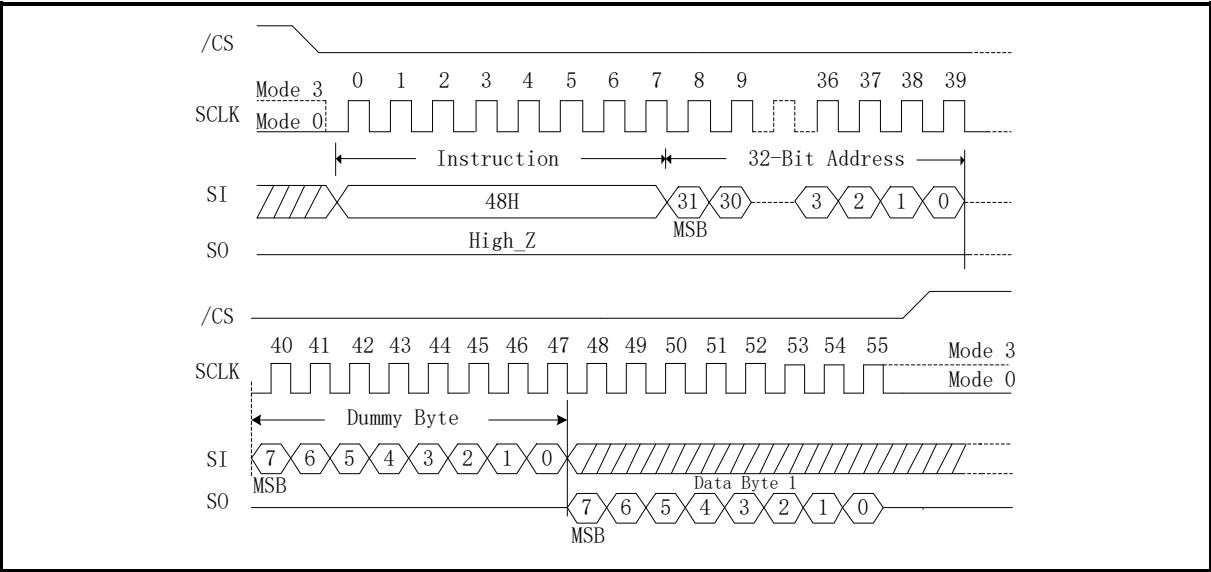 /CS
0 1 2 3 4 5 6 7 8 9 36 37 38 39
Mode 3
SCLK
Mode 0
Instruction 32-Bit Address
SI 48H 31 30 3 2 1 0
MSB
High_Z
SO
/CS
40 41 42 43 44 45 46 47 48 49 50 51 52 53 54 55 Mode 3
SCLK Mode 0
Dummy Byte
SI 7 6 5 4 3 2 1 0
MSB Data Byte 1
SO 7 6 5 4 3 2 1 0
MSB